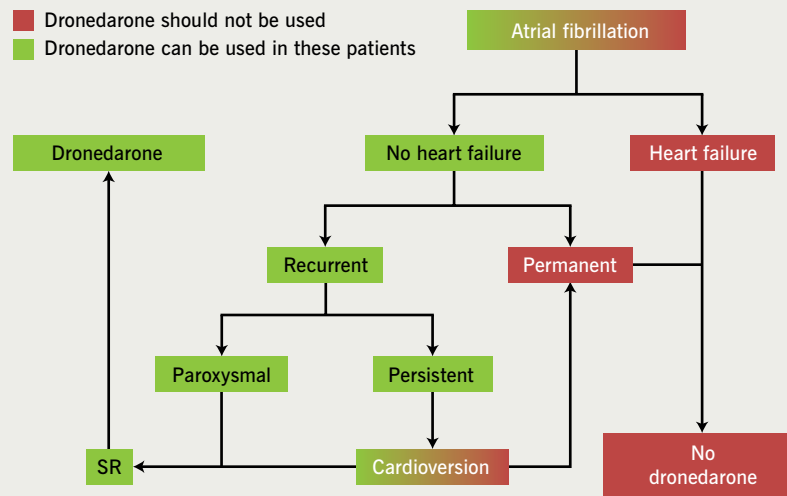 Dronedarone should not be used
Dronedarone can be used in these patients
Atrial fibrillation
Dronedarone
No heart failure
Heart failure
Recurrent
Permanent
Paroxysmal
Persistent
SR
Cardioversion
No
dronedarone